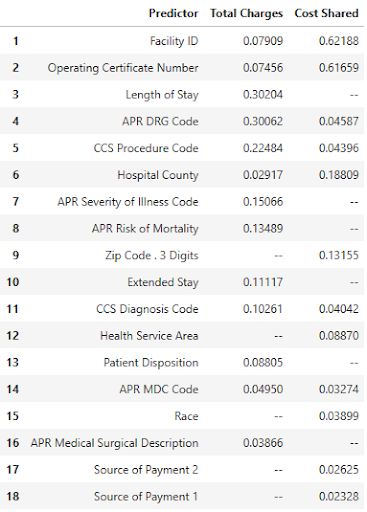 Predictor Total Charges Cost Shared
1 Facility ID 0.07909 0.62188
2 Operating Certificate Number 0.07456 0.61659
3 Length of Stay 0.30204 --
4 APR DRG Code 0.30062 0.04587
5 CCS Procedure Code 0.22484 0.04396
6 Hospital County 0.02917 0.18809
7 APR Severity of Illness Code 0.15066 --
8 APR Risk of Mortality 0.13489 --
9 Zip Code . 3 Digits -- 0.13155
10 Extended Stay 0.11117 --
11 CCS Diagnosis Code 0.10261 0.04042
12 Health Service Area -- 0.08870
13 Patient Disposition 0.08805 --
14 APR MDC Code 0.04950 0.03274
15 Race -- 0.03899
16 APR Medical Surgical Description 0.03866 --
17 Source of Payment 2 -- 0.02625
18 Source of Payment 1 -- 0.02328